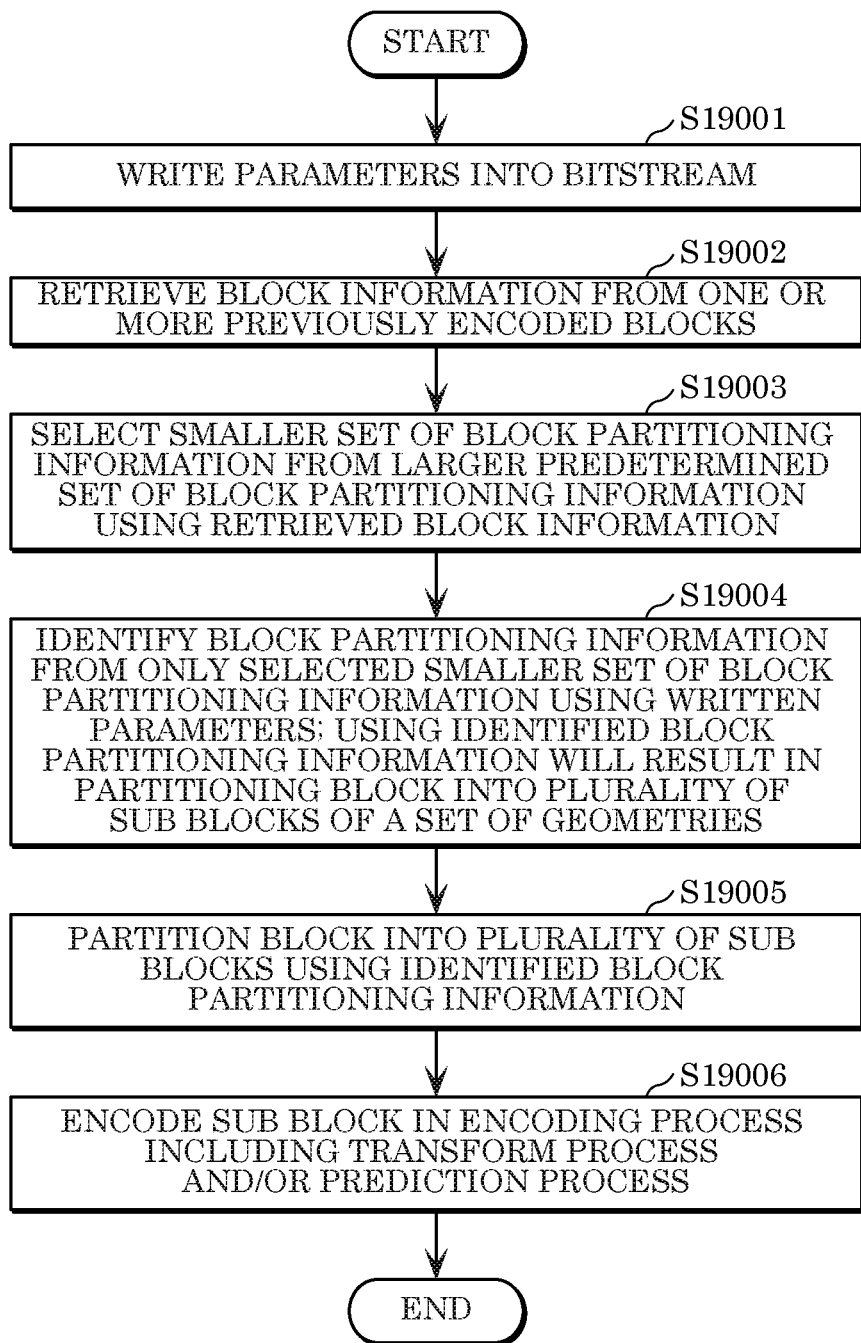 START
S19001
WRITE PARAMETERS INTO BITSTREAM
S19002
RETRIEVE BLOCK INFORMATION FROM ONE OR
MORE PREVIOUSLY ENCODED BLOCKS
S19003
SELECT SMALLER SET OF BLOCK PARTITIONING
INFORMATION FROM LARGER PREDETERMINED
SET OF BLOCK PARTITIONING INFORMATION
USING RETRIEVED BLOCK INFORMATION
S19004
IDENTIFY BLOCK PARTITIONING INFORMATION
FROM ONLY SELECTED SMALLER SET OF BLOCK
PARTITIONING INFORMATION USING WRITTEN
PARAMETERS; USING IDENTIFIED BLOCK
PARTITIONING INFORMATION WILL RESULT IN
PARTITIONING BLOCK INTO PLURALITY OF
SUB BLOCKS OF A SET OF GEOMETRIES
S19005
PARTITION BLOCK INTO PLURALITY OF SUB
BLOCKS USING IDENTIFIED BLOCK
PARTITIONING INFORMATION
S19006
ENCODE SUB BLOCK IN ENCODING PROCESS
INCLUDING TRANSFORM PROCESS
AND/OR PREDICTION PROCESS
END